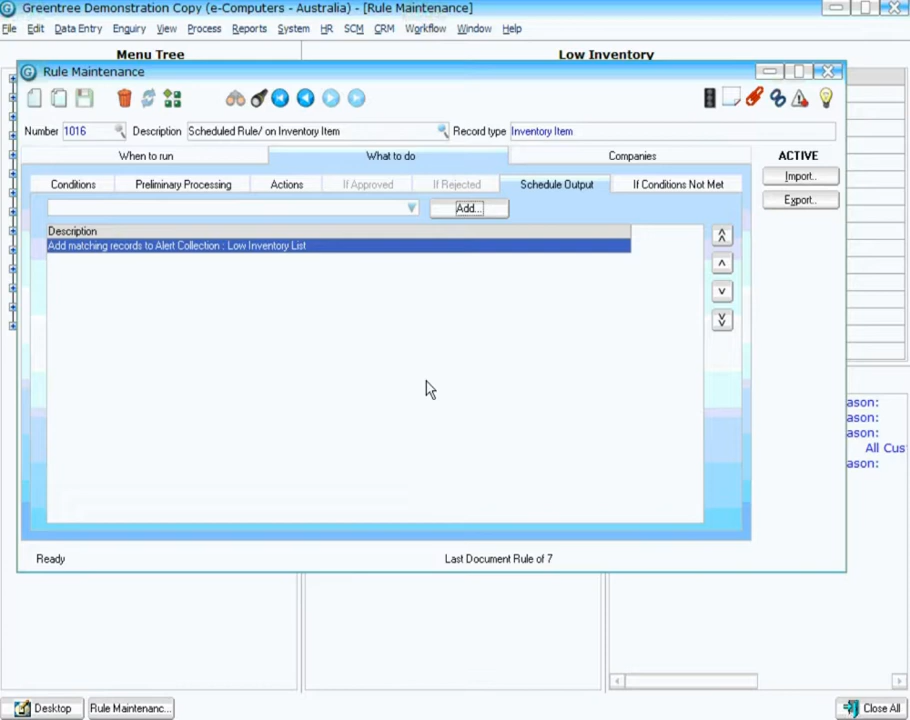 Greentree Demonstration Copy (e-Computers - Australia) - [Rule Maintenance]
File Edit Data Entry Enquiry View Process Reports System HR SCM CRM Workflow Window Help
Menu Tree
Low Inventory
Rule Maintenance
Number 1016 Description Scheduled Rule/ on Inventory Item Record type Inventory Item
When to run What to do Companies ACTIVE
Import..
Conditions Preliminary Processing Actions If Approved If Rejected Schedule Output If Conditions Not Met
Export..
Add...
Description
Add matching records to Alert Collection : Low Inventory List
ason:
ason:
ason:
All Cus
ason:
Ready Last Document Rule of 7
Desktop Rule Maintenanc... Close All